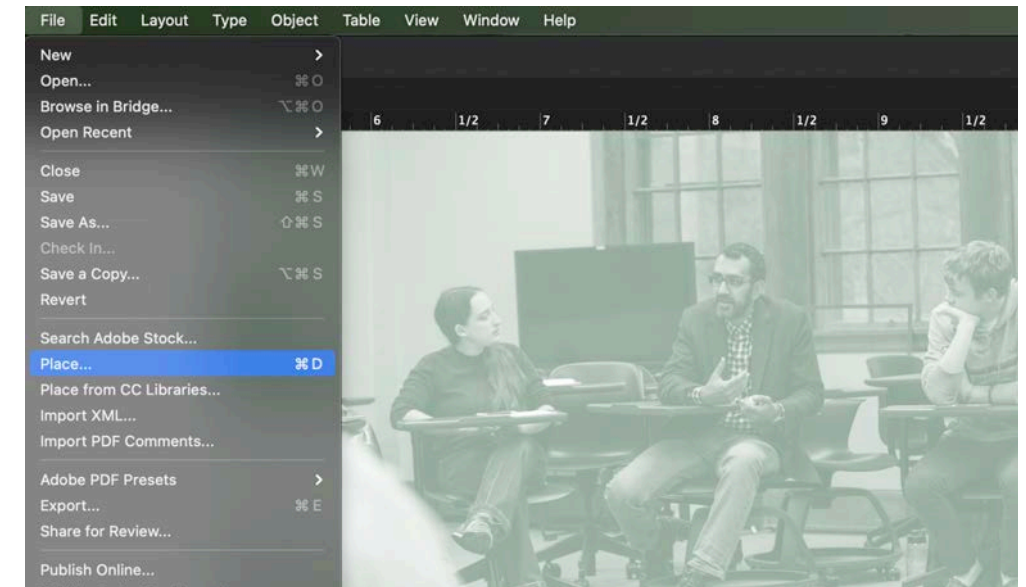 File Edit Layout Type Object Table View Window Help
New >
Open... ⌘ O
Browse in Bridge... ⌥⌘ O
Open Recent >
6 1/2 7 1/2 8 1/2 9 1/2
Close ⌘ W
Save ⌘ S
Save As... ⇧⌘ S
Check In...
Save a Copy... ⌥⌘ S
Revert
Search Adobe Stock...
Place... ⌘ D
Place from CC Libraries...
Import XML...
Import PDF Comments...
Adobe PDF Presets >
Export... ⌘ E
Share for Review...
Publish Online...